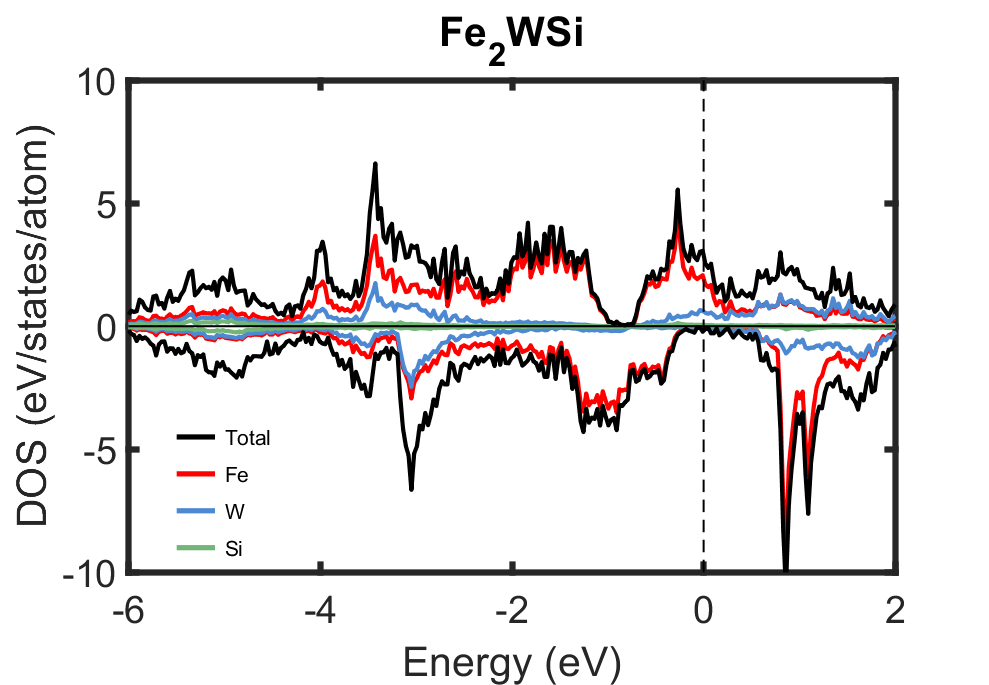 Fe₂WSi
10
5
0
-5
-10
DOS (eV/states/atom)
Total
Fe
W
Si
-6 -4 -2 0 2
Energy (eV)